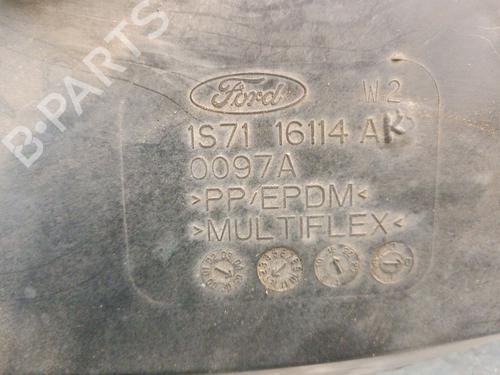 B-PARTS
Ford W2
1S71 16114 AK
0097A
>PP/EPDM<
>MULTIFLEX<